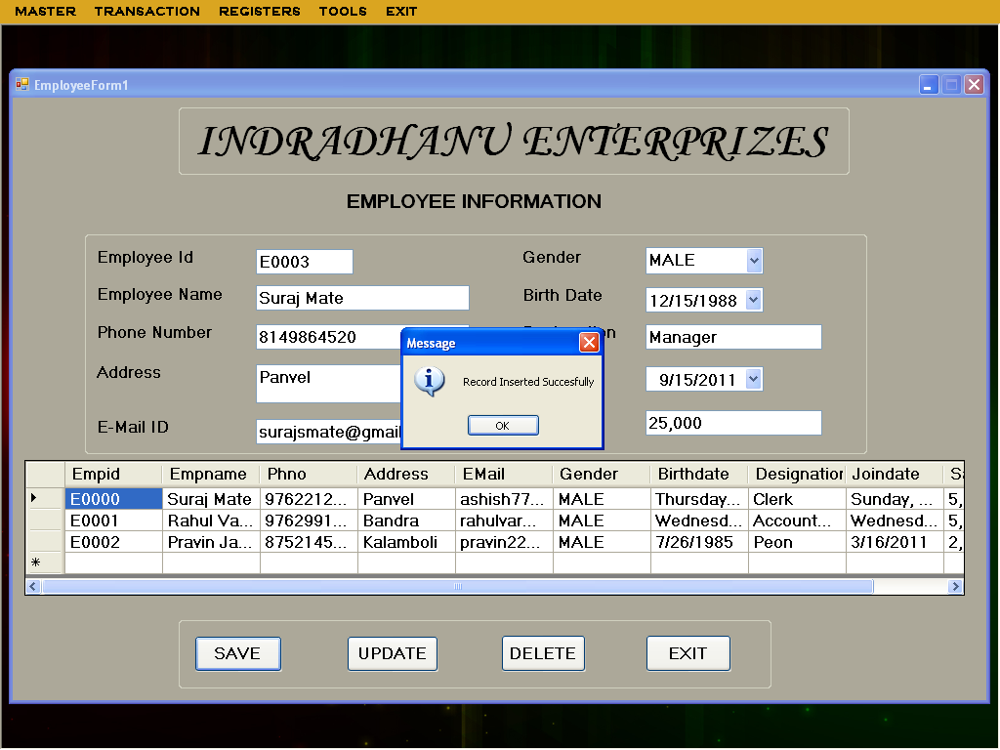 MASTER TRANSACTION REGISTERS TOOLS EXIT
EmployeeForm1
INDRADHANU ENTERPRIZES
EMPLOYEE INFORMATION
Employee Id E0003 Gender MALE
Employee Name Suraj Mate Birth Date 12/15/1988
Phone Number 8149864520 Manager
Message
Record Inserted Succesfully
OK
Address Panvel 9/15/2011
E-Mail ID surajsmate@gmail 25,000
Empid Empname Phno Address EMail Gender Birthdate Designation Joindate
E0000 Suraj Mate 9762212... Panvel ashish77... MALE Thursday... Clerk Sunday, ... 5,
E0001 Rahul Va... 9762991... Bandra rahulvar... MALE Wednesd... Account... Wednesd... 5,
E0002 Pravin Ja... 8752145... Kalamboli pravin22... MALE 7/26/1985 Peon 3/16/2011 2,
*
SAVE UPDATE DELETE EXIT